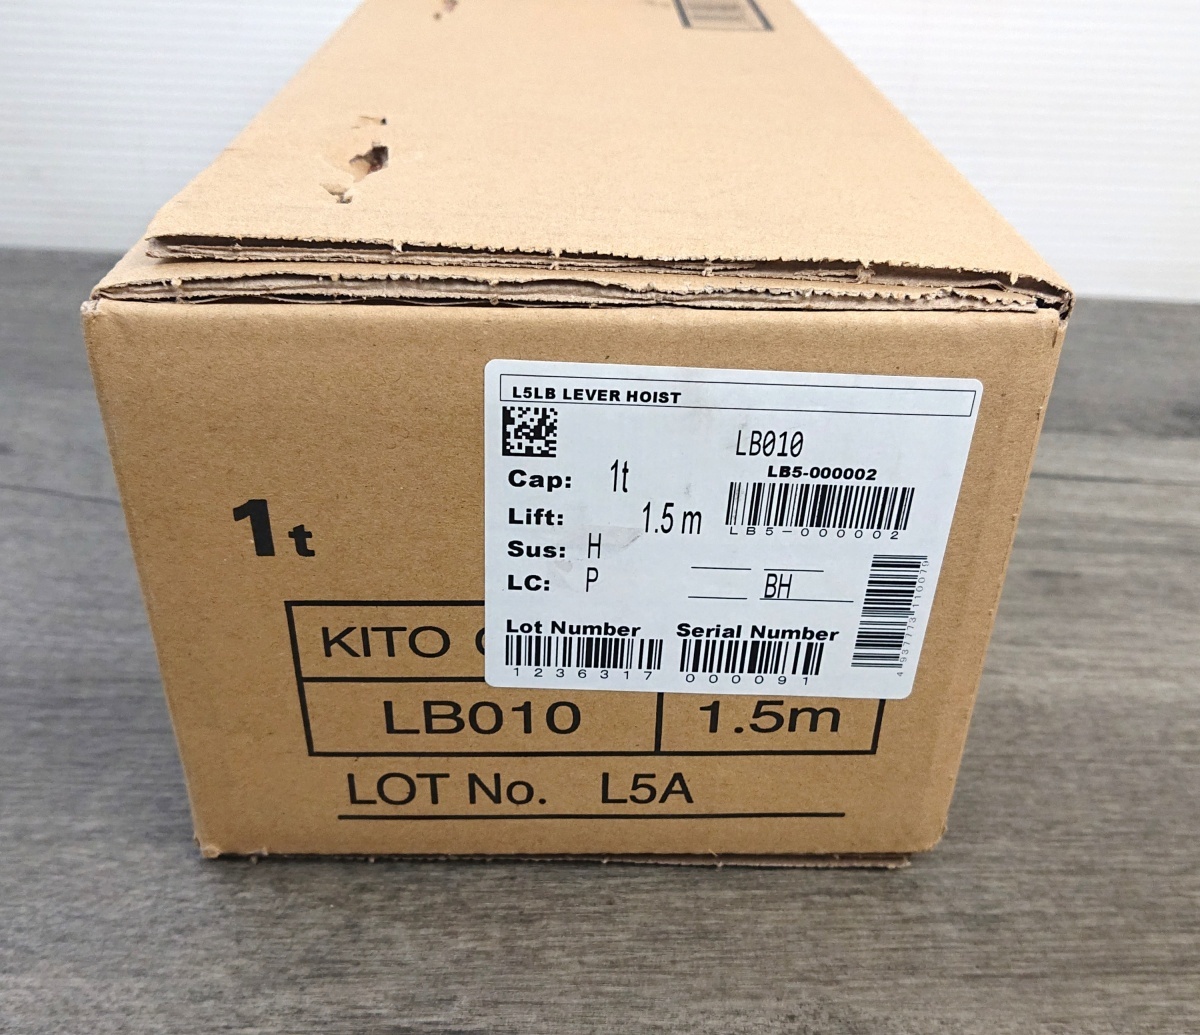 L5LB LEVER HOIST
LB010
LB5-000002
Cap: 1t
LB5-000002
Lift: 1.5 m
Sus: H
LC: P BH
4937773110079
Lot Number Serial Number
1236317 000091
1t
KITO
LB010 1.5m
LOT No. L5A